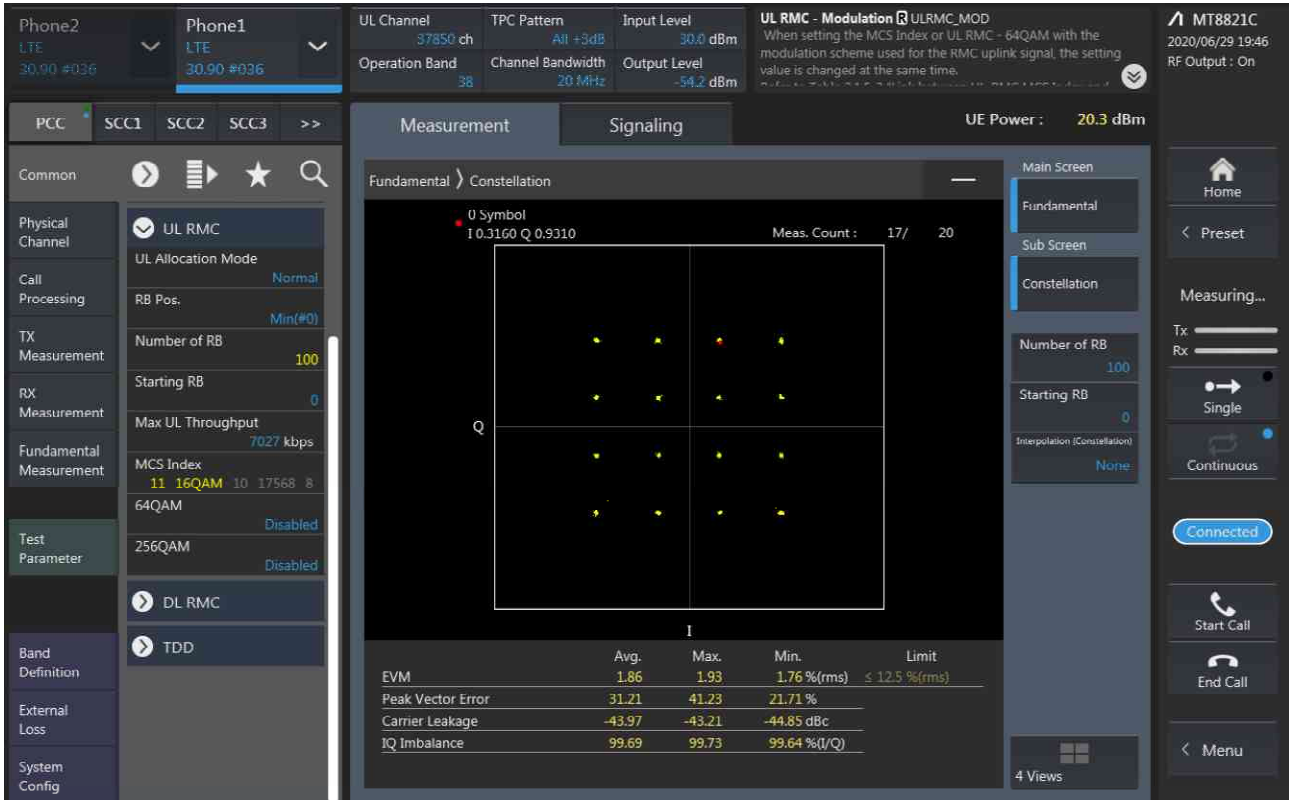 Phone2
LTE
30.90 #036
Phone1
LTE
30.90 #036
UL Channel
37850 ch
TPC Pattern
All +3dB
Input Level
30.0 dBm
Operation Band
38
Channel Bandwidth
20 MHz
Output Level
-54.2 dBm
UL RMC - Modulation R ULRMC_MOD
When setting the MCS Index or UL RMC - 64QAM with the
modulation scheme used for the RMC uplink signal, the setting
value is changed at the same time.
MT8821C
2020/06/29 19:46
RF Output : On
PCC SCC1 SCC2 SCC3 >>
Measurement
Signaling
UE Power : 20.3 dBm
Common
Physical
Channel
Call
Processing
TX
Measurement
RX
Measurement
Fundamental
Measurement
Test
Parameter
Band
Definition
External
Loss
System
Config
UL RMC
UL Allocation Mode
Normal
RB Pos.
Min(#0)
Number of RB
100
Starting RB
0
Max UL Throughput
7027 kbps
MCS Index
11 16QAM 10 17568 8
64QAM
Disabled
256QAM
Disabled
DL RMC
TDD
Fundamental ⟩ Constellation
0 Symbol
I 0.3160 Q 0.9310
Meas. Count : 17/ 20
Q
I
Avg. Max. Min. Limit
EVM 1.86 1.93 1.76 %(rms) ≤ 12.5 %(rms)
Peak Vector Error 31.21 41.23 21.71 %
Carrier Leakage -43.97 -43.21 -44.85 dBc
IQ Imbalance 99.69 99.73 99.64 %(I/Q)
Main Screen
Fundamental
Sub Screen
Constellation
Number of RB
100
Starting RB
0
Interpolation (Constellation)
None
4 Views
Home
< Preset
Measuring...
Tx
Rx
Single
Continuous
Connected
Start Call
End Call
< Menu